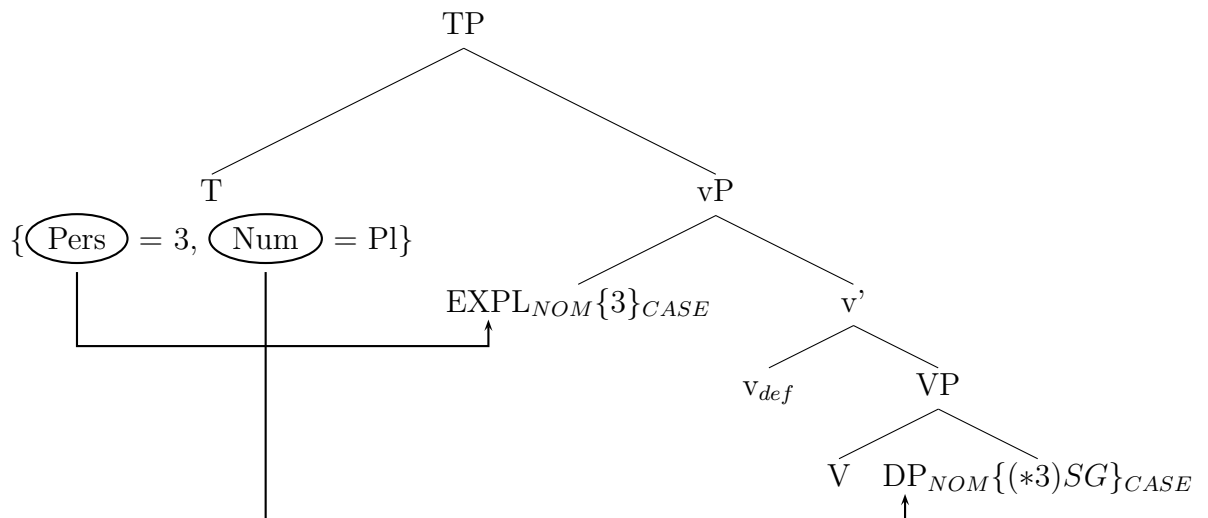 TP
T vP
{Pers = 3, Num = Pl}
EXPL_NOM{3}_CASE v'
v_def VP
V DP_NOM{(*3)SG}_CASE